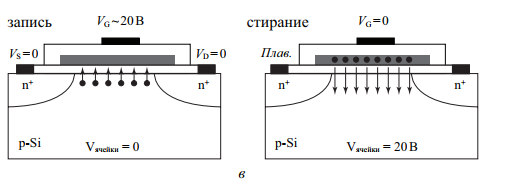 запись V_G~20 В стирание V_G=0
V_S=0 V_D=0 Плав.
n⁺ n⁺ n⁺ n⁺
p-Si V_ячейки = 0 p-Si V_ячейки = 20 В
в